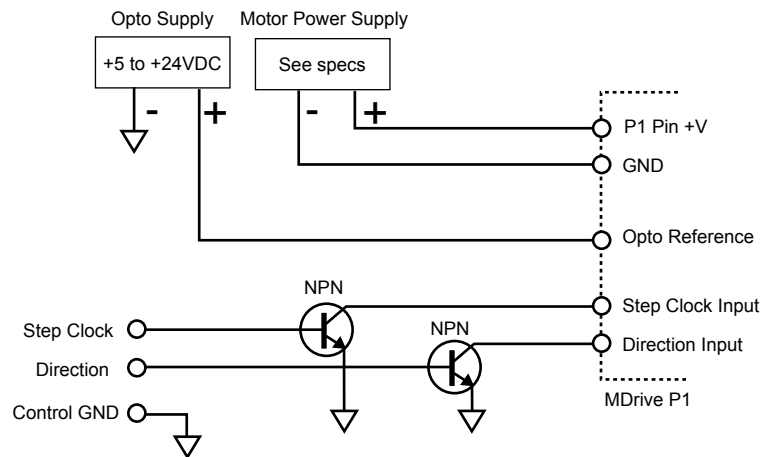 Opto Supply
Motor Power Supply
+5 to +24VDC
See specs
- +
- +
P1 Pin +V
GND
Opto Reference
NPN
Step Clock Input
Step Clock
NPN
Direction Input
Direction
MDrive P1
Control GND